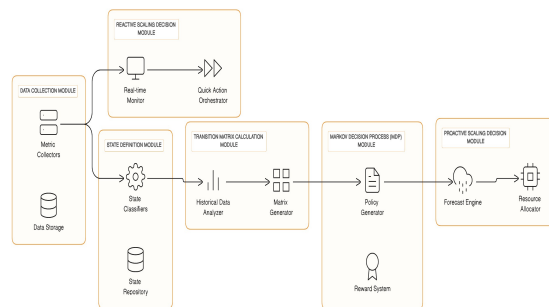 REACTIVE SCALING DECISION
MODULE
Real-time
Monitor
Quick Action
Orchestrator
DATA COLLECTION MODULE
Metric
Collectors
Data Storage
STATE DEFINITION MODULE
State
Classifiers
State
Repository
TRANSITION MATRIX CALCULATION
MODULE
Historical Data
Analyzer
Matrix
Generator
MARKOV DECISION PROCESS (MDP)
MODULE
Policy
Generator
Reward System
PROACTIVE SCALING DECISION
MODULE
Forecast Engine
Resource
Allocator